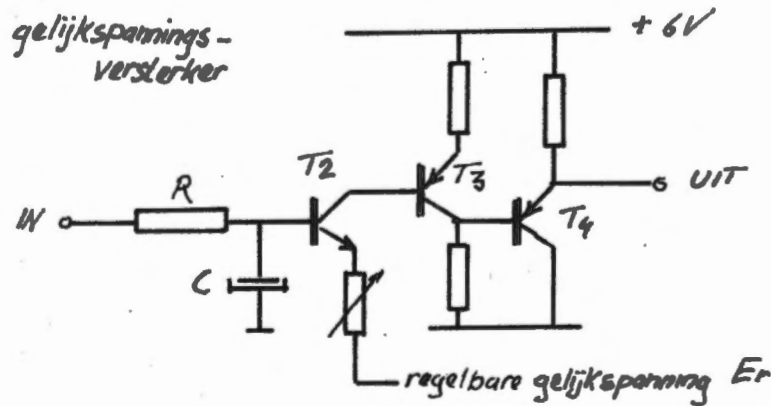 gelijkspannings-
versterker
+ 6V
T2
T3
R
UIT
IN
T4
C
regelbare gelijkspanning Er